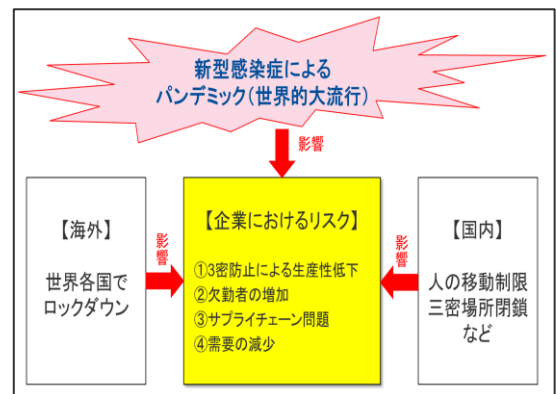 新型感染症による
パンデミック(世界的大流行)
影響
【海外】
世界各国で
ロックダウン
影響
【企業におけるリスク】
①3密防止による生産性低下
②欠勤者の増加
③サプライチェーン問題
④需要の減少
影響
【国内】
人の移動制限
三密場所閉鎖
など